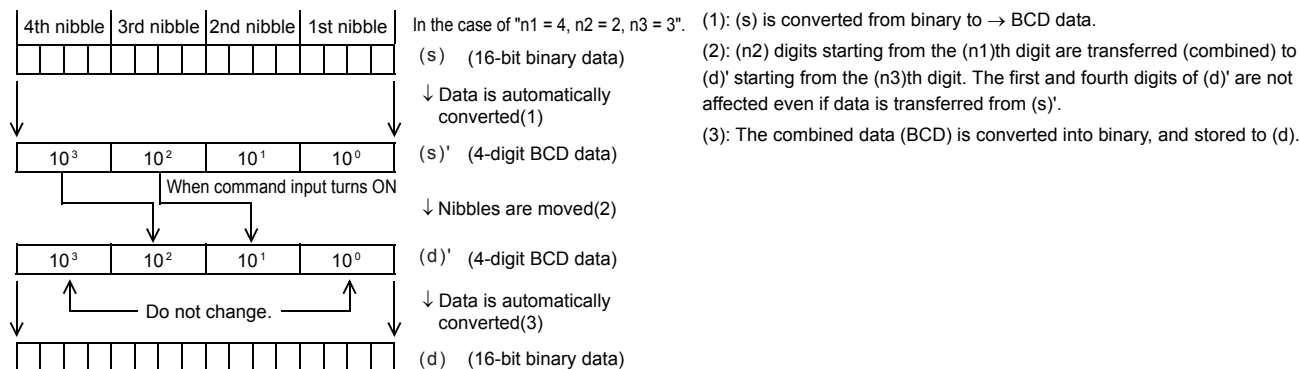 4th nibble 3rd nibble 2nd nibble 1st nibble
In the case of "n1 = 4, n2 = 2, n3 = 3".
(s) (16-bit binary data)
↓ Data is automatically
converted(1)
10³ 10² 10¹ 10⁰
(s)' (4-digit BCD data)
When command input turns ON
↓ Nibbles are moved(2)
10³ 10² 10¹ 10⁰
(d)' (4-digit BCD data)
Do not change.
↓ Data is automatically
converted(3)
(d) (16-bit binary data)
(1): (s) is converted from binary to → BCD data.
(2): (n2) digits starting from the (n1)th digit are transferred (combined) to
(d)' starting from the (n3)th digit. The first and fourth digits of (d)' are not
affected even if data is transferred from (s)'.
(3): The combined data (BCD) is converted into binary, and stored to (d).